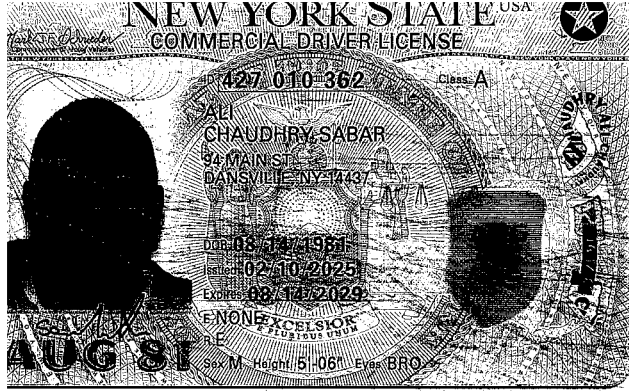 NEW YORK STATE USA
COMMERCIAL DRIVER LICENSE
ID 427 010 362 Class A
ALI
CHAUDHRY-SABAR
94 MAIN ST
DANSVILLE, NY 14437
DOB 08/14/1981
Issued 02/10/2025
Expires 08/14/2029
E NONE
R
EXCELSIOR
E PLURIBUS UNUM
Sex M Height 5'-06" Eyes BRO
AUG 81